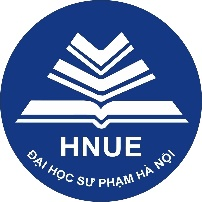 HNUE
ĐẠI HỌC SƯ PHẠM HÀ NỘI